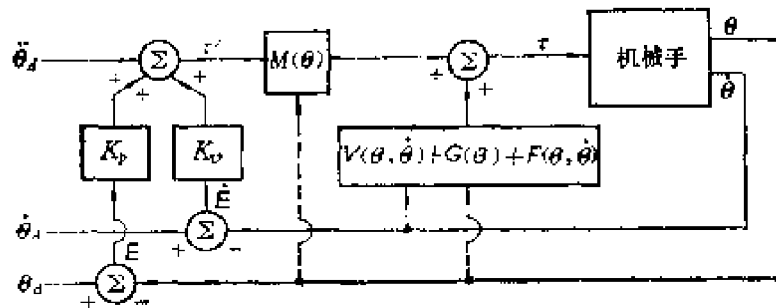 θ̈d
Σ
τ′
M(θ)
Σ
τ
机械手
θ
θ̇
+
+
+
+
+
Kp
Kv
V(θ, θ̇)+G(θ)+F(θ, θ̇)
Ė
θ̇d
+
Σ
−
E
θd
+
Σ
−